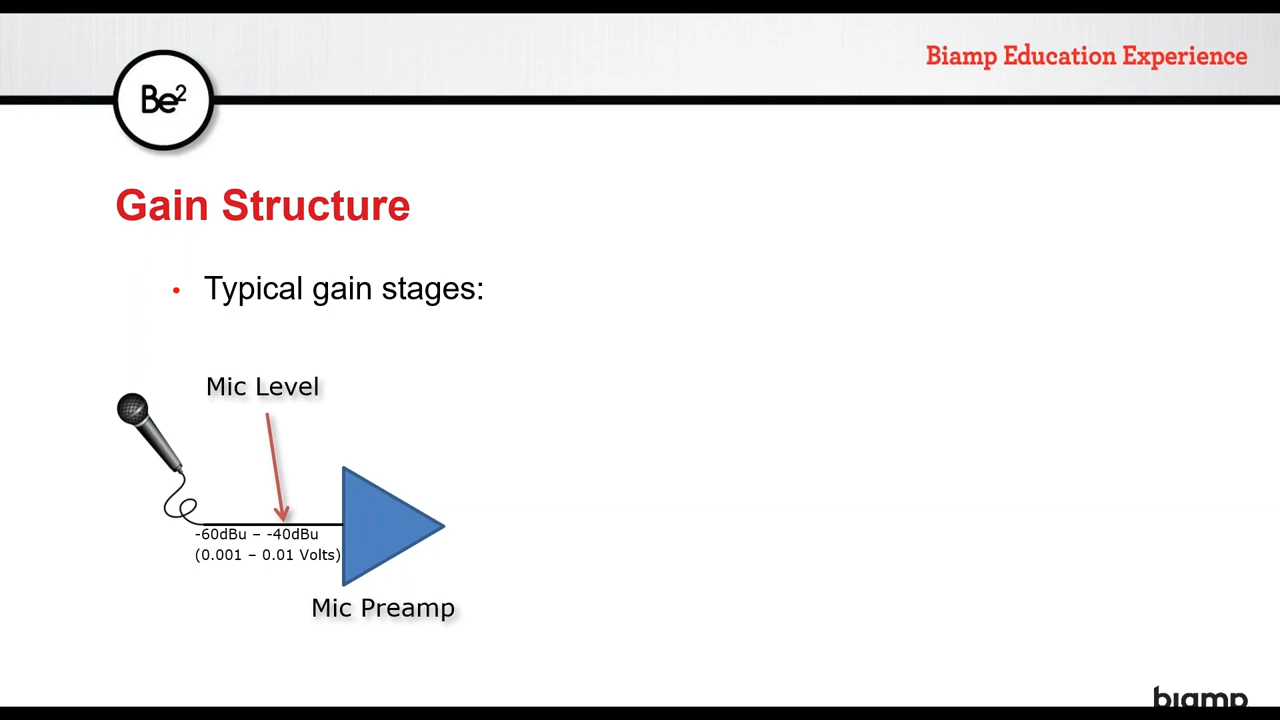 Biamp Education Experience
Be²
Gain Structure
• Typical gain stages:
Mic Level
-60dBu – -40dBu
(0.001 – 0.01 Volts)
Mic Preamp
biamp